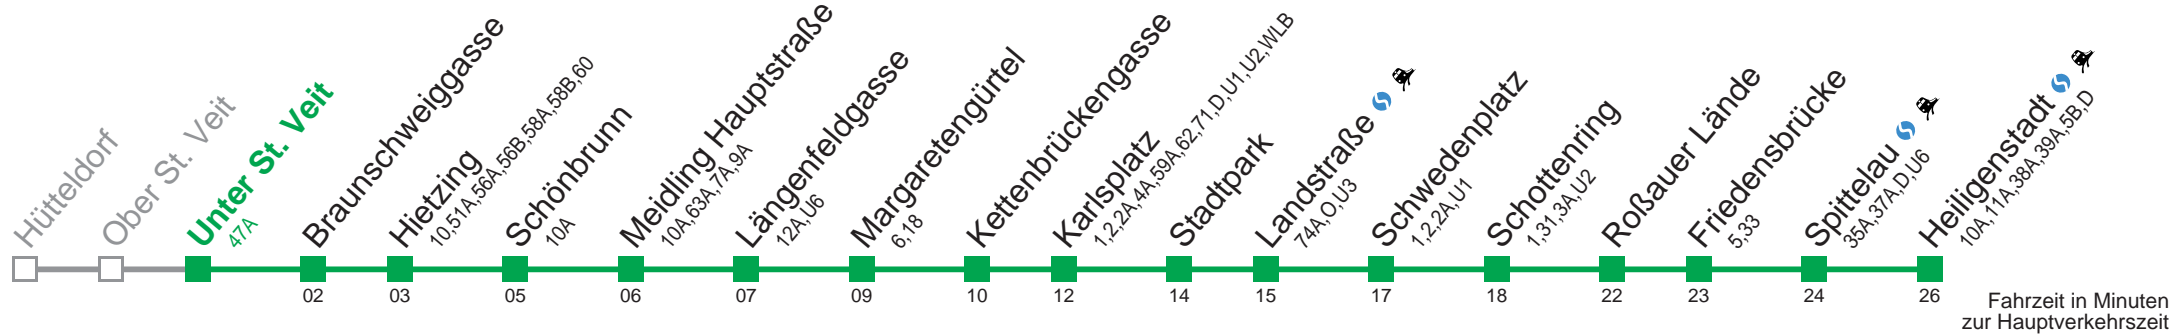 Hütteldorf
Ober St. Veit
Unter St. Veit
47A
Braunschweiggasse
Hietzing
10,51A,56A,56B,58A,58B,60
Schönbrunn
10A
Meidling Hauptstraße
10A,63A,7A,9A
Längenfeldgasse
12A,U6
Margaretengürtel
6,18
Kettenbrückengasse
Karlsplatz
1,2,2A,4A,59A,62,71,D,U1,U2,WLB
Stadtpark
Landstraße
74A,O,U3
Schwedenplatz
1,2,2A,U1
Schottenring
1,31,3A,U2
Roßauer Lände
Friedensbrücke
5,33
Spittelau
35A,37A,D,U6
Heiligenstadt
10A,11A,38A,39A,5B,D
02 03 05 06 07 09 10 12 14 15 17 18 22 23 24 26
Fahrzeit in Minuten
zur Hauptverkehrszeit